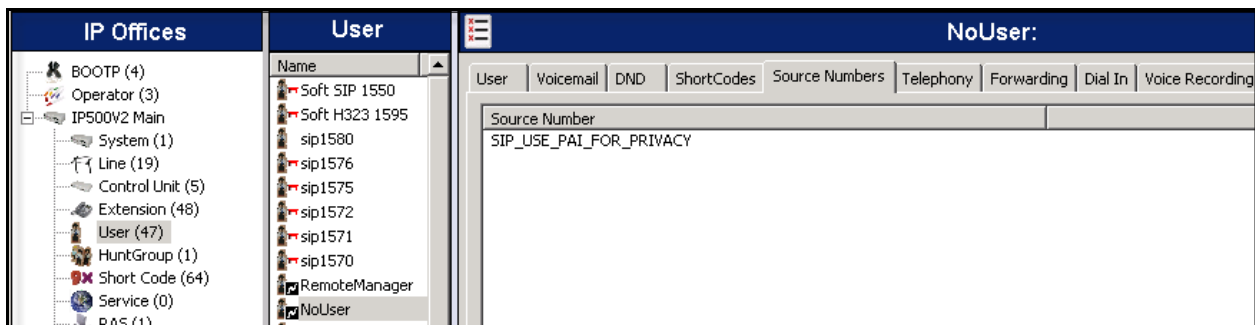 IP Offices
BOOTP (4)
Operator (3)
IP500V2 Main
System (1)
Line (19)
Control Unit (5)
Extension (48)
User (47)
HuntGroup (1)
Short Code (64)
Service (0)
RAS (1)
User
Name
Soft SIP 1550
Soft H323 1595
sip1580
sip1576
sip1575
sip1572
sip1571
sip1570
RemoteManager
NoUser
NoUser:
User Voicemail DND ShortCodes Source Numbers Telephony Forwarding Dial In Voice Recording
Source Number
SIP_USE_PAI_FOR_PRIVACY